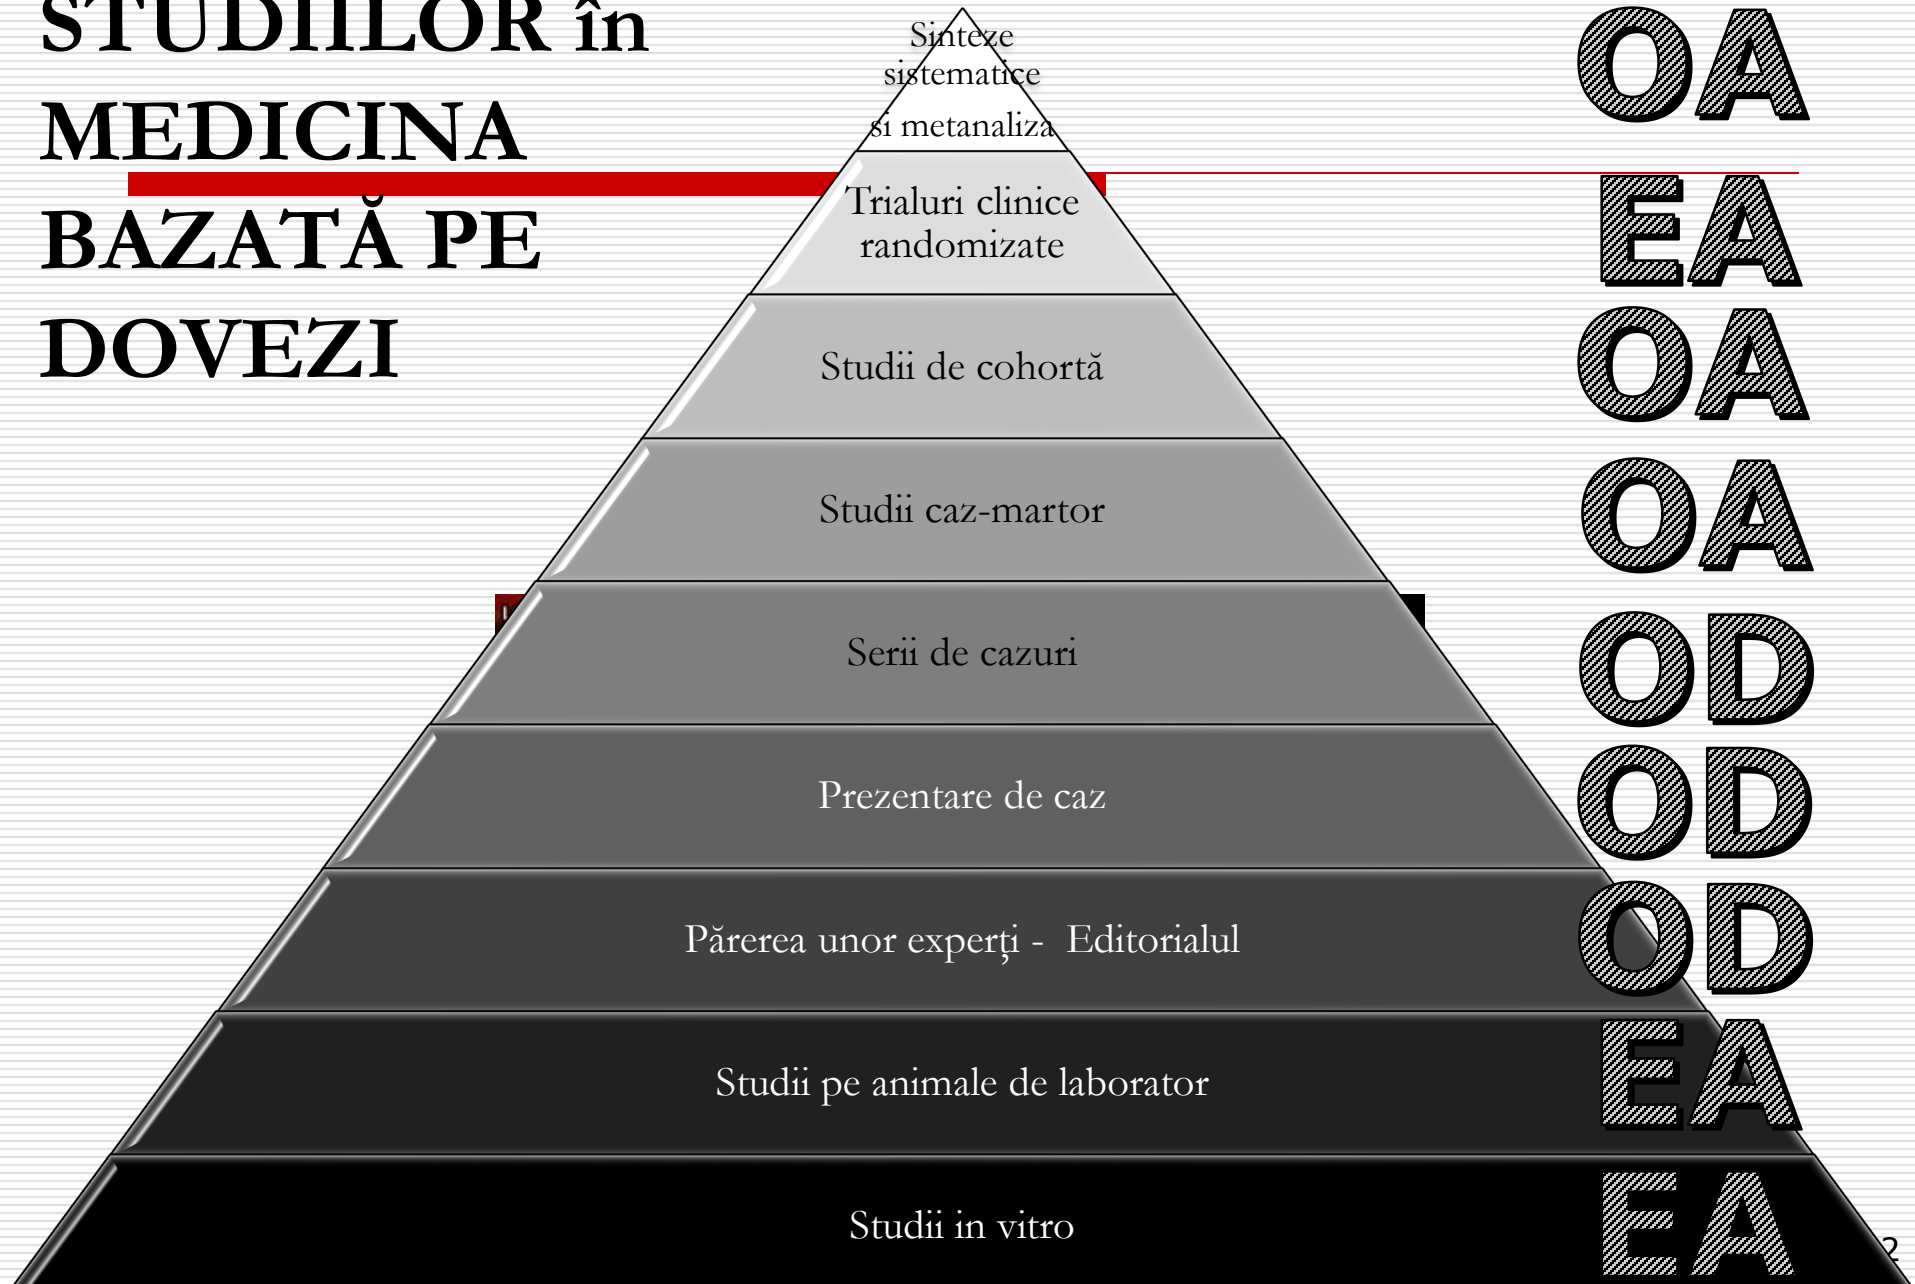 STUDIILOR în
MEDICINA
BAZATĂ PE
DOVEZI
Sinteze
sistematice
si metanaliza
OA
Trialuri clinice
randomizate
EA
Studii de cohortă
OA
Studii caz-martor
OA
Serii de cazuri
OD
Prezentare de caz
OD
Părerea unor experți - Editorialul
OD
Studii pe animale de laborator
EA
Studii in vitro
EA
2